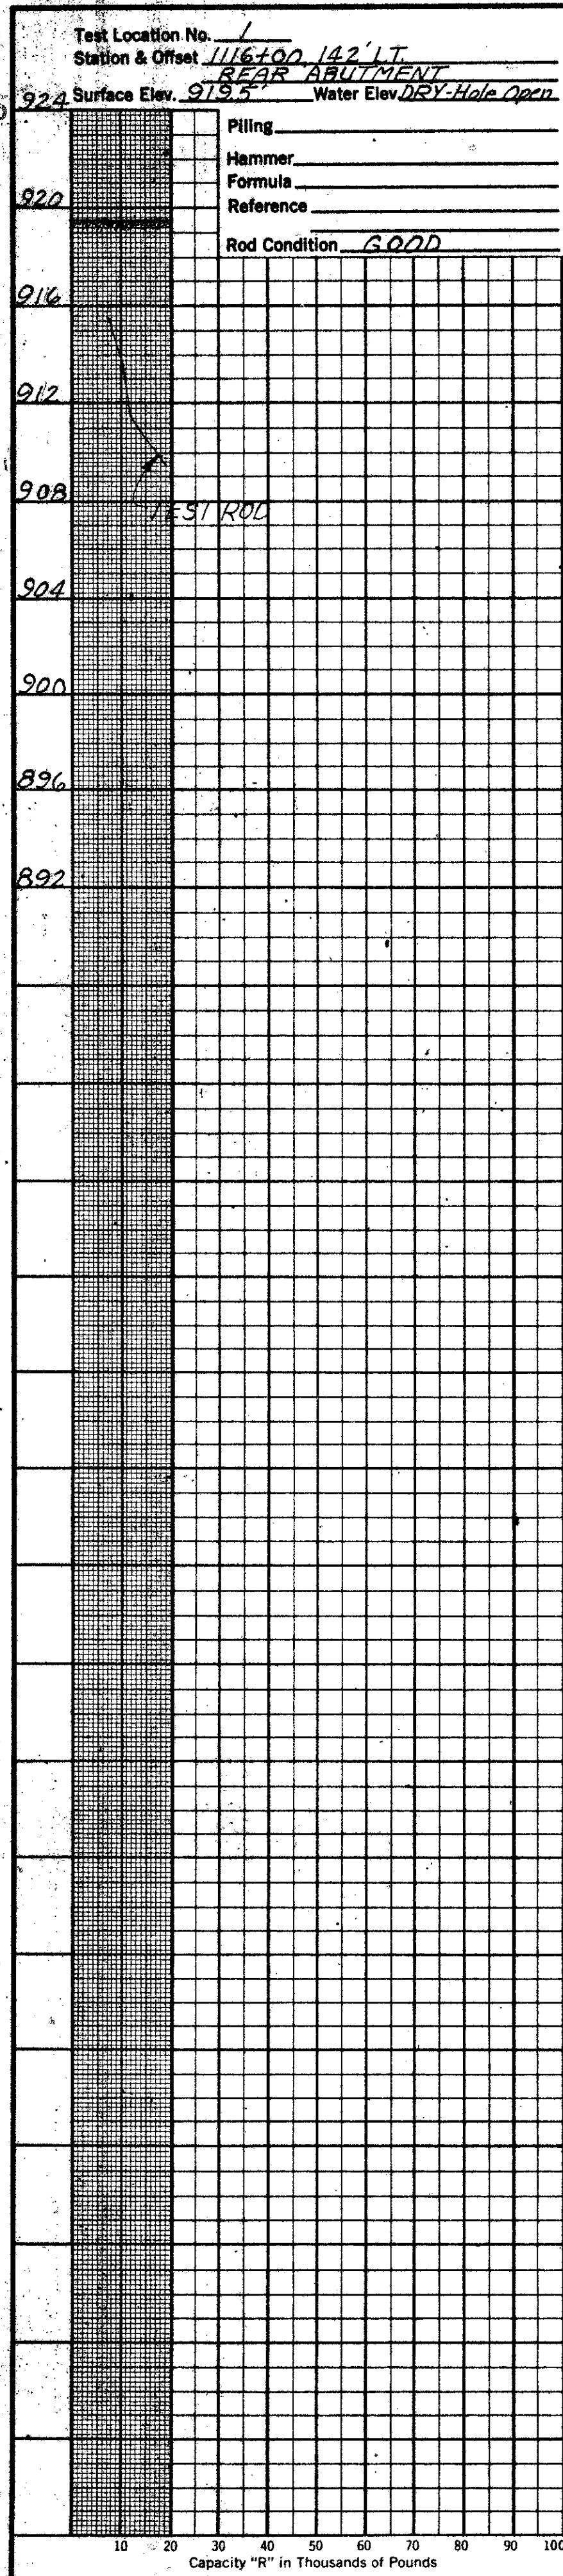 Test Location No. 1
Station & Offset 1116+00, 142' LT.
REAR ABUTMENT
Surface Elev. 919.5' Water Elev. DRY-Hole Open
924
Piling
Hammer
Formula
920
Reference
Rod Condition GOOD
916
912
908
TEST ROD
904
900
896
892
10 20 30 40 50 60 70 80 90 100
Capacity "R" in Thousands of Pounds